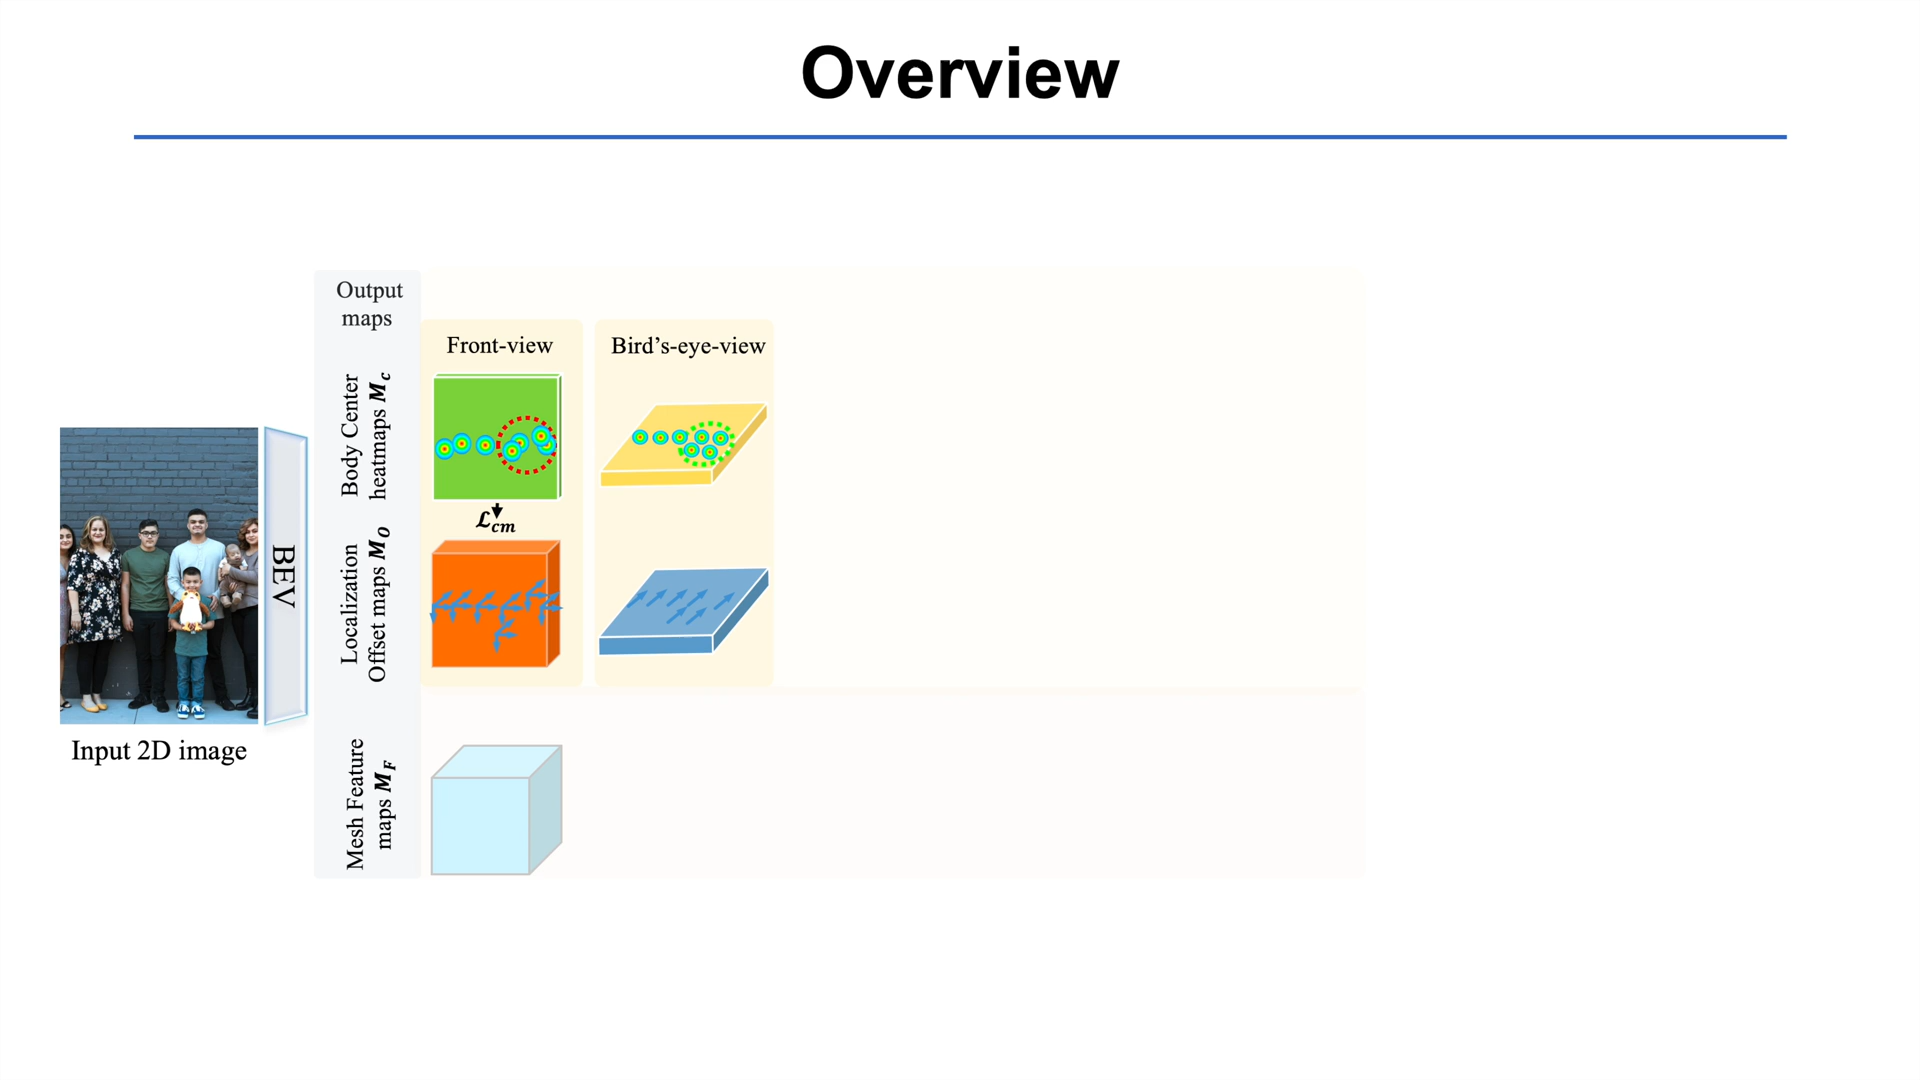 Overview
Output
maps
Front-view
Bird’s-eye-view
Body Center
heatmaps M_c
ℒ_cm
Localization
Offset maps M_O
BEV
Input 2D image
Mesh Feature
maps M_F